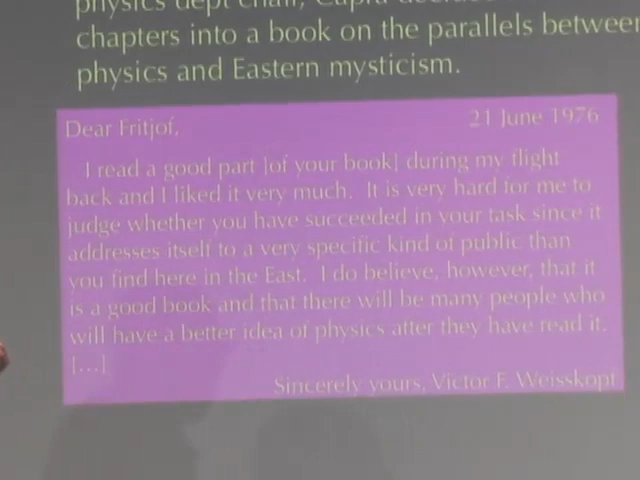 physics dept chair, Capra
chapters into a book on the parallels between
physics and Eastern mysticism.
Dear Fritjof,
21 June 1976
I read a good part [of your book] during my flight
back and I liked it very much. It is very hard for me to
judge whether you have succeeded in your task since it
addresses itself to a very specific kind of public than
you find here in the East. I do believe, however, that it
is a good book and that there will be many people who
will have a better idea of physics after they have read it.
[...]
Sincerely yours, Victor F. Weisskopf